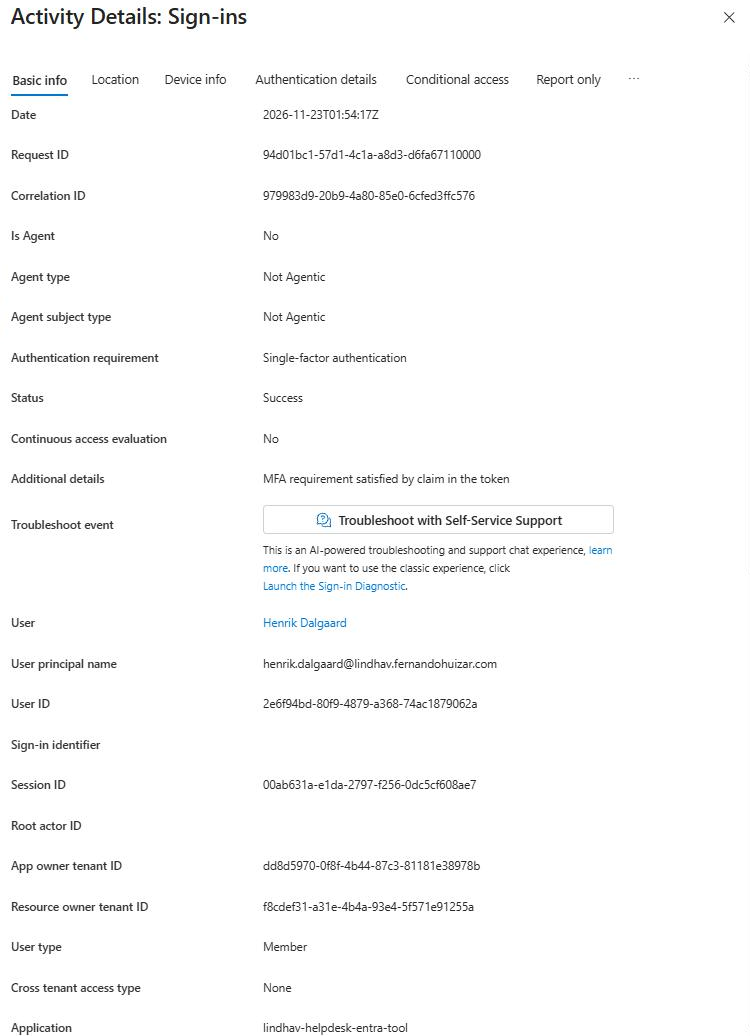 Activity Details: Sign-ins
Basic info Location Device info Authentication details Conditional access Report only ...
Date 2026-11-23T01:54:17Z
Request ID 94d01bc1-57d1-4c1a-a8d3-d6fa67110000
Correlation ID 979983d9-20b9-4a80-85e0-6cfed3ffc576
Is Agent No
Agent type Not Agentic
Agent subject type Not Agentic
Authentication requirement Single-factor authentication
Status Success
Continuous access evaluation No
Additional details MFA requirement satisfied by claim in the token
Troubleshoot event Troubleshoot with Self-Service Support
This is an AI-powered troubleshooting and support chat experience, learn
more. If you want to use the classic experience, click
Launch the Sign-in Diagnostic.
User Henrik Dalgaard
User principal name henrik.dalgaard@lindhav.fernandohuizar.com
User ID 2e6f94bd-80f9-4879-a368-74ac1879062a
Sign-in identifier
Session ID 00ab631a-e1da-2797-f256-0dc5cf608ae7
Root actor ID
App owner tenant ID dd8d5970-0f8f-4b44-87c3-81181e38978b
Resource owner tenant ID f8cdef31-a31e-4b4a-93e4-5f571e91255a
User type Member
Cross tenant access type None
Application lindhav-helpdesk-entra-tool